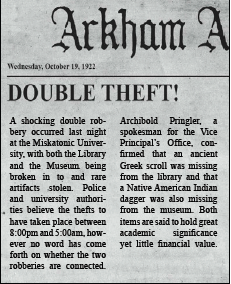 Arkham A
Wednesday, October 19, 1922
DOUBLE THEFT!
A shocking double rob-
bery occurred last night
at the Miskatonic Univer-
sity, with both the Library
and the Museum being
broken in to and rare
artifacts stolen. Police
and university authori-
ties believe the thefts to
have taken place between
8:00pm and 5:00am, how-
ever no word has come
forth on whether the two
robberies are connected.
Archibold Pringler, a
spokesman for the Vice
Principal's Office, con-
firmed that an ancient
Greek scroll was missing
from the library and that
a Native American Indian
dagger was also missing
from the museum. Both
items are said to hold great
academic significance
yet little financial value.